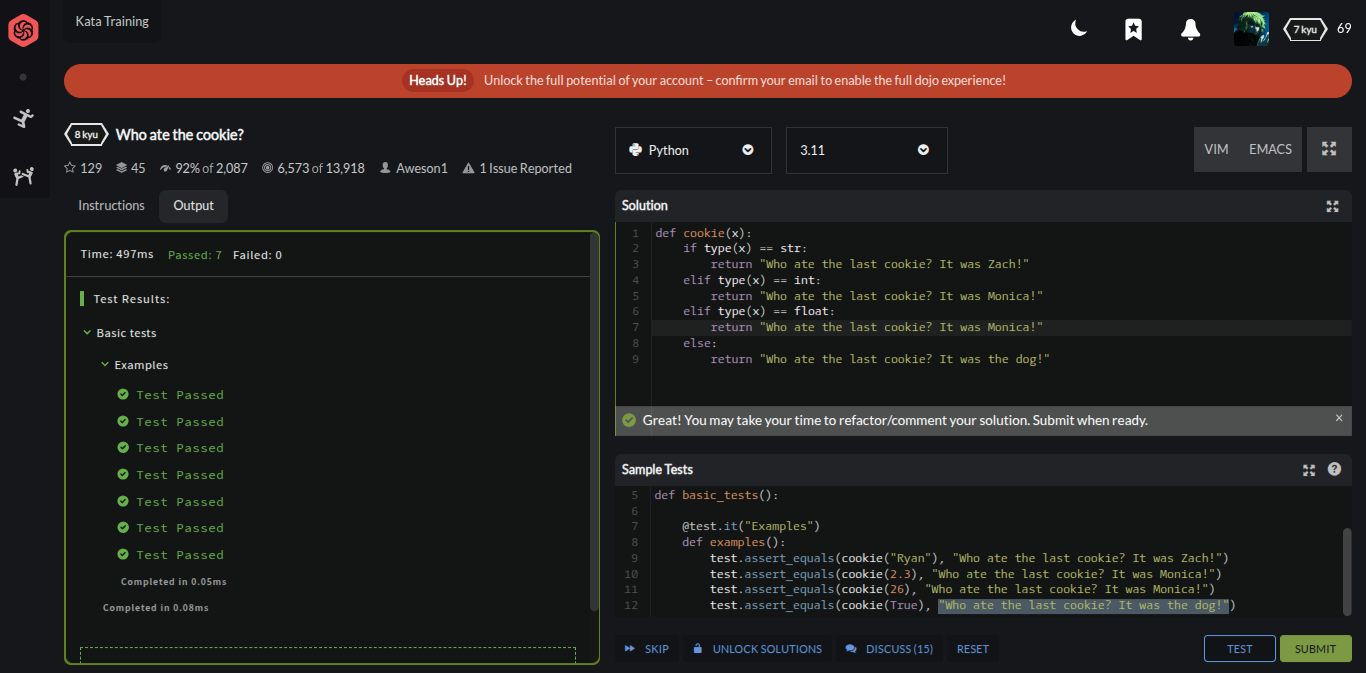 Kata Training
7 kyu 69
Heads Up! Unlock the full potential of your account – confirm your email to enable the full dojo experience!
8 kyu Who ate the cookie?
129 45 92% of 2,087 6,573 of 13,918 Aweson1 1 Issue Reported
Instructions Output
Time: 497ms Passed: 7 Failed: 0
Test Results:
Basic tests
Examples
Test Passed
Test Passed
Test Passed
Test Passed
Test Passed
Test Passed
Test Passed
Completed in 0.05ms
Completed in 0.08ms
Python 3.11 VIM EMACS
Solution
1 def cookie(x):
2 if type(x) == str:
3 return "Who ate the last cookie? It was Zach!"
4 elif type(x) == int:
5 return "Who ate the last cookie? It was Monica!"
6 elif type(x) == float:
7 return "Who ate the last cookie? It was Monica!"
8 else:
9 return "Who ate the last cookie? It was the dog!"
Great! You may take your time to refactor/comment your solution. Submit when ready. ×
Sample Tests ?
5 def basic_tests():
6
7 @test.it("Examples")
8 def examples():
9 test.assert_equals(cookie("Ryan"), "Who ate the last cookie? It was Zach!")
10 test.assert_equals(cookie(2.3), "Who ate the last cookie? It was Monica!")
11 test.assert_equals(cookie(26), "Who ate the last cookie? It was Monica!")
12 test.assert_equals(cookie(True), "Who ate the last cookie? It was the dog!")
SKIP UNLOCK SOLUTIONS DISCUSS (15) RESET TEST SUBMIT